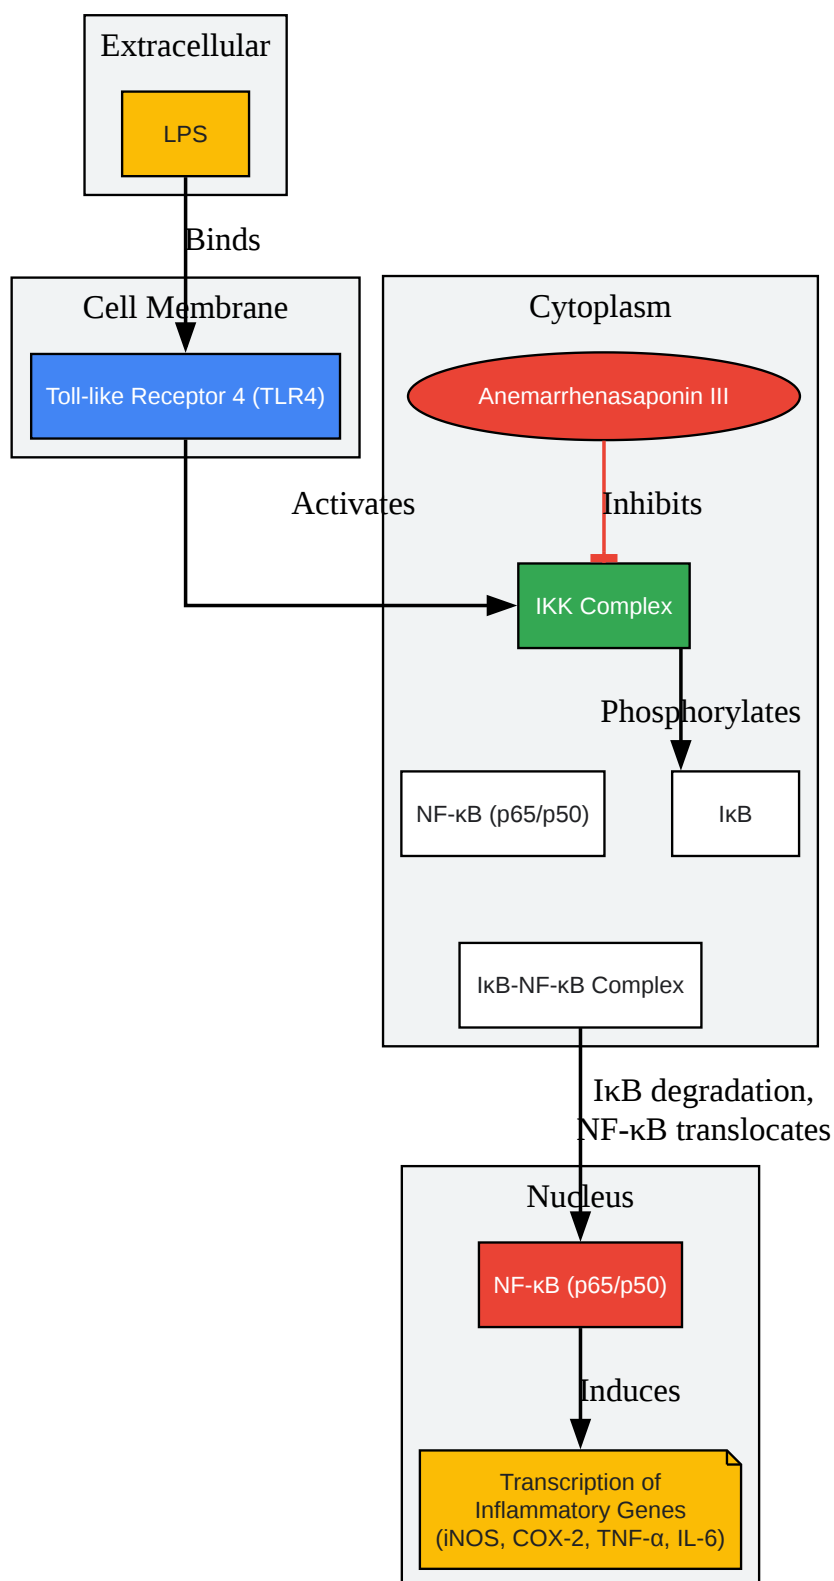 Extracellular
LPS
Binds
Cell Membrane
Toll-like Receptor 4 (TLR4)
Cytoplasm
Anemarrhenasaponin III
Activates
Inhibits
IKK Complex
Phosphorylates
NF-κB (p65/p50)
IκB
IκB-NF-κB Complex
IκB degradation,
NF-κB translocates
Nucleus
NF-κB (p65/p50)
Induces
Transcription of
Inflammatory Genes
(iNOS, COX-2, TNF-α, IL-6)